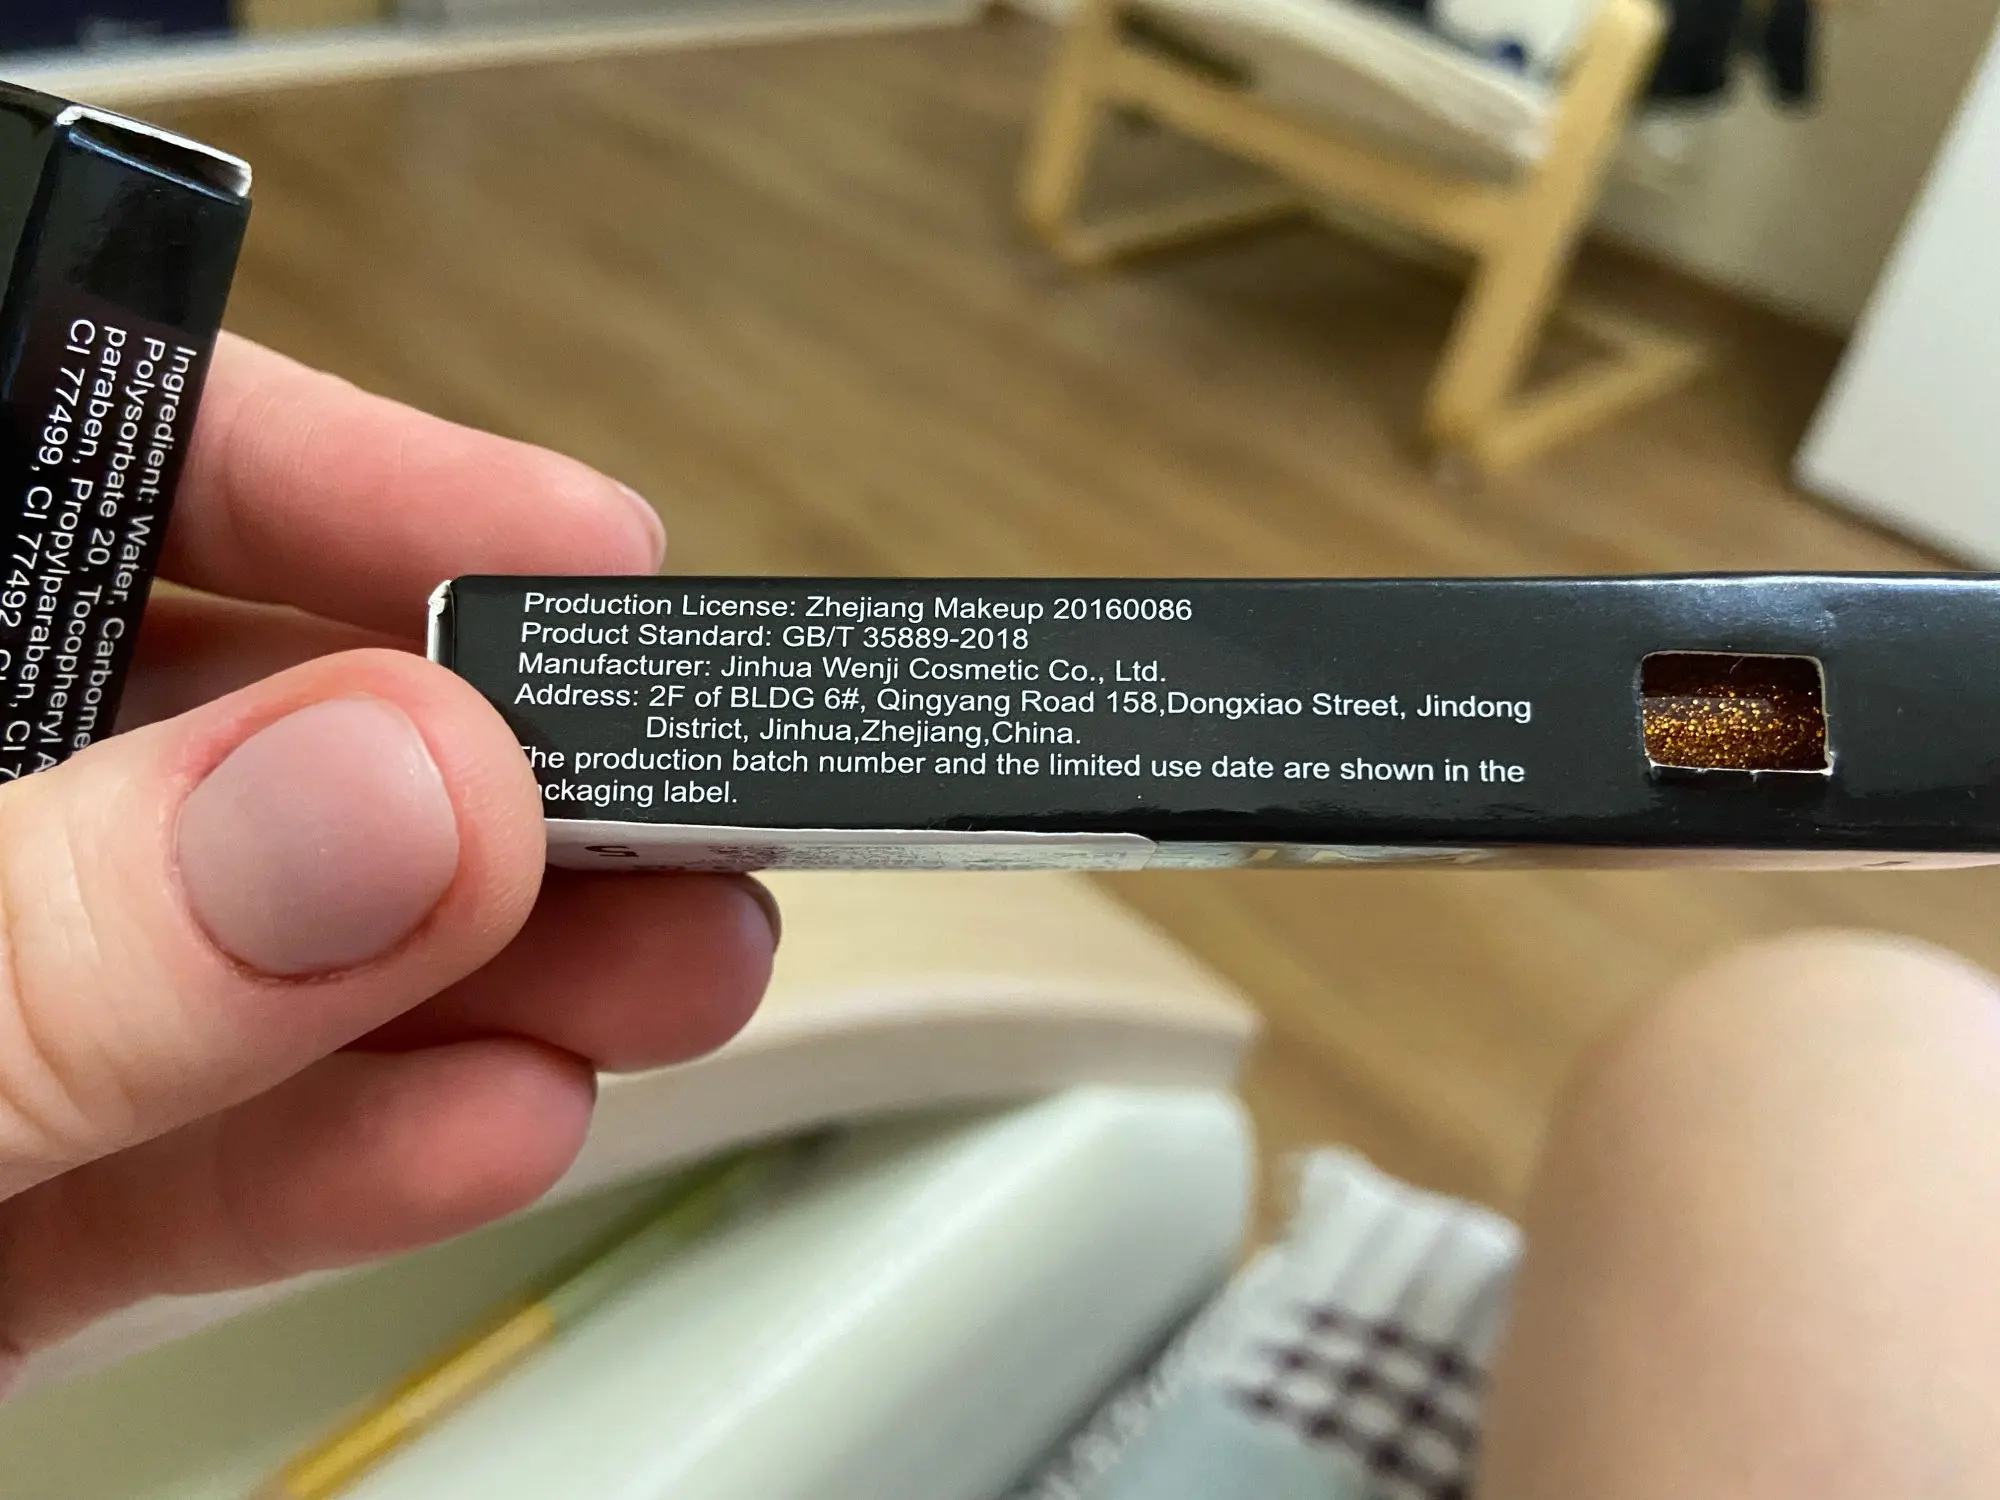 Ingredient: Water, Carbome
Polysorbate 20, Tocopheryl A
paraben, Propylparaben, CI 7
CI 77499, CI 77492
Production License: Zhejiang Makeup 20160086
Product Standard: GB/T 35889-2018
Manufacturer: Jinhua Wenji Cosmetic Co., Ltd.
Address: 2F of BLDG 6#, Qingyang Road 158,Dongxiao Street, Jindong
District, Jinhua,Zhejiang,China.
he production batch number and the limited use date are shown in the
ckaging label.